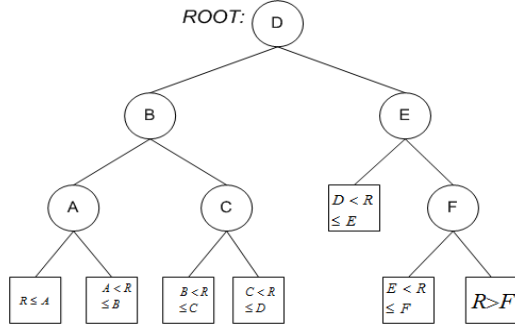 ROOT: D
B
E
A
C
D < R
≤ E
F
R ≤ A
A < R
≤ B
B < R
≤ C
C < R
≤ D
E < R
≤ F
R>F